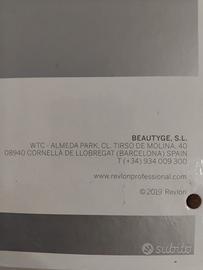 BEAUTYGE, S.L.
WTC - ALMEDA PARK, CL. TIRSO DE MOLINA, 40
08940 CORNELLÀ DE LLOBREGAT (BARCELONA) SPAIN
T (+34) 934 009 300
www.revlonprofessional.com
©2019 Revlon
subito